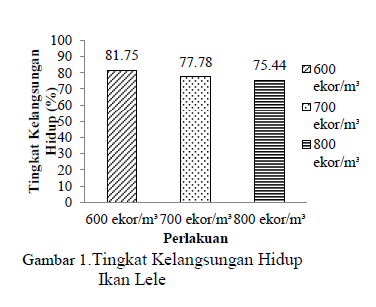 100
90
80
70
60
50
40
30
20
10
0
Tingkat Kelangsungan
Hidup (%)
81.75
77.78
75.44
600
ekor/m³
700
ekor/m³
800
ekor/m³
600 ekor/m³ 700 ekor/m³ 800 ekor/m³
Perlakuan
Gambar 1.Tingkat Kelangsungan Hidup
Ikan Lele